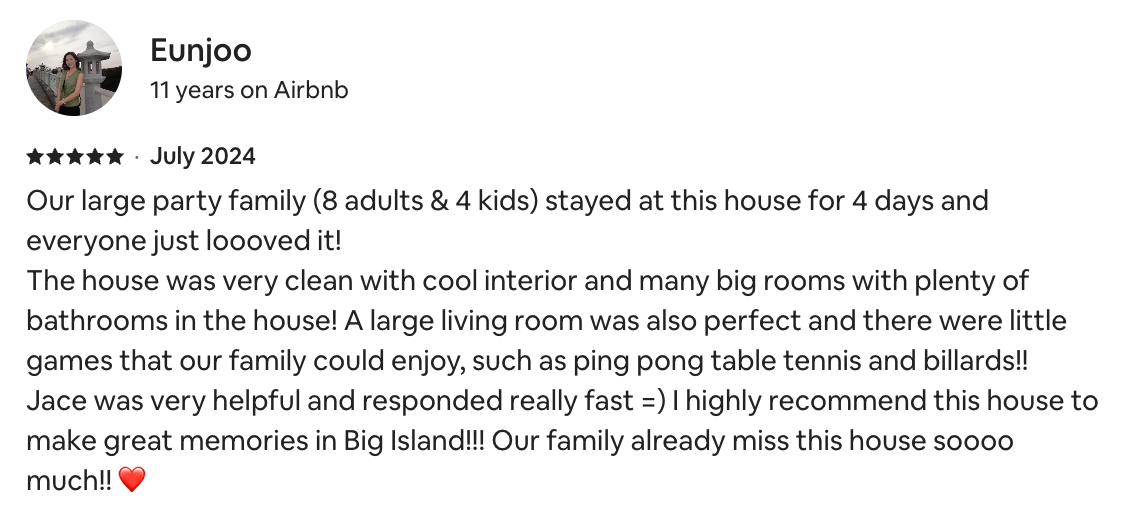 Eunjoo
11 years on Airbnb
★★★★★ · July 2024
Our large party family (8 adults & 4 kids) stayed at this house for 4 days and
everyone just loooved it!
The house was very clean with cool interior and many big rooms with plenty of
bathrooms in the house! A large living room was also perfect and there were little
games that our family could enjoy, such as ping pong table tennis and billards!!
Jace was very helpful and responded really fast =) I highly recommend this house to
make great memories in Big Island!!! Our family already miss this house soooo
much!! ❤️